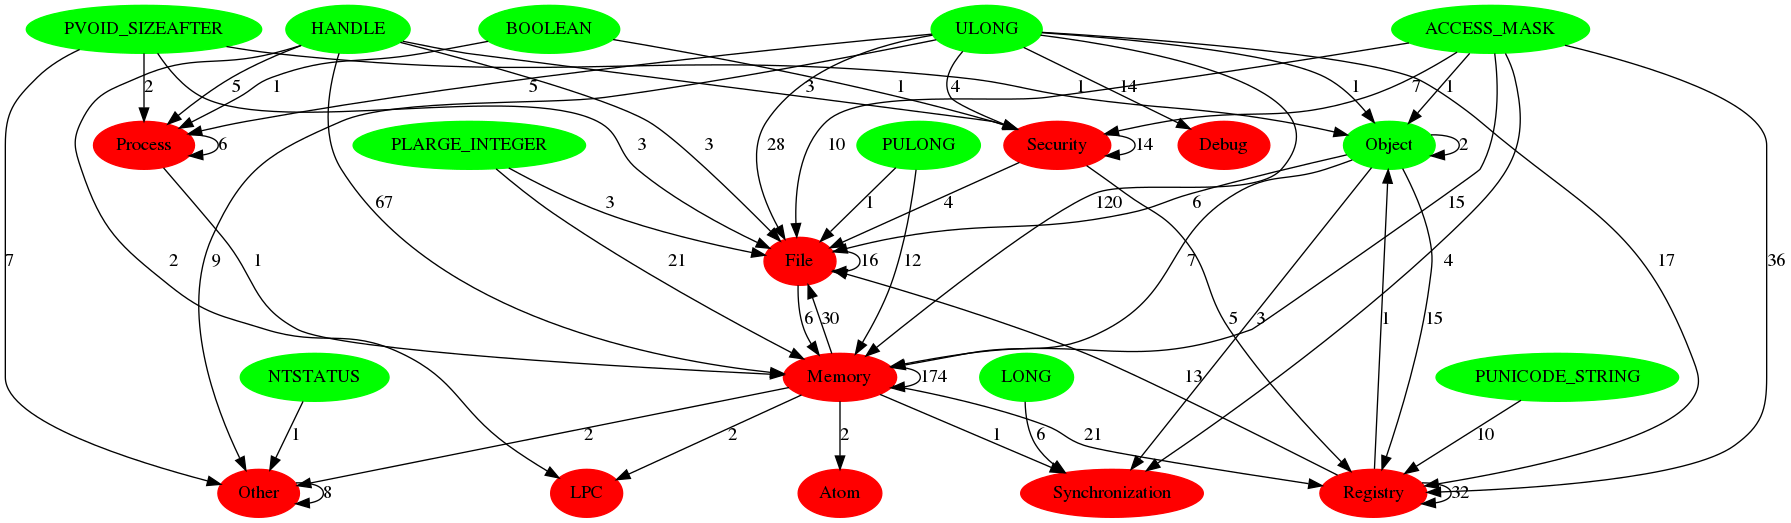 PVOID_SIZEAFTER HANDLE BOOLEAN ULONG ACCESS_MASK
2 5 1 5 3 3 4 1 1 14 1 7 1
Process PLARGE_INTEGER PULONG Security Debug Object
6 3 3 28 10 14 2
67 3 1 4 6 15
7 9 2 1 File 21 16 12 120 7 4 17 36
6 30 5 3 1 15
NTSTATUS Memory LONG PUNICODE_STRING
174 13
1 2 2 2 1 6 21 10
Other LPC Atom Synchronization Registry
8 32